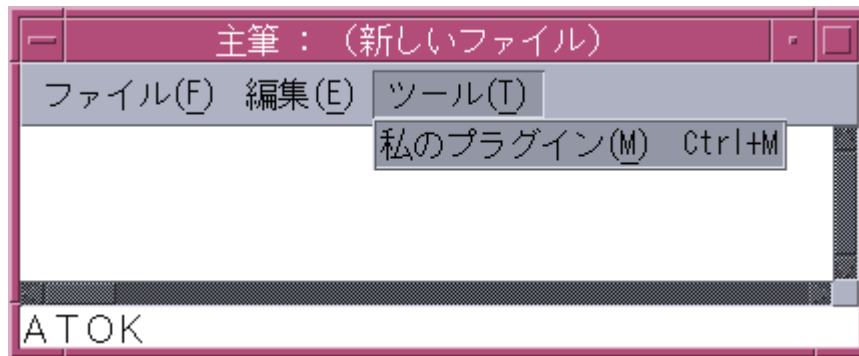 主筆 ： （新しいファイル）
ファイル(F) 編集(E) ツール(T)
私のプラグイン(M) Ctrl+M
ＡＴＯＫ